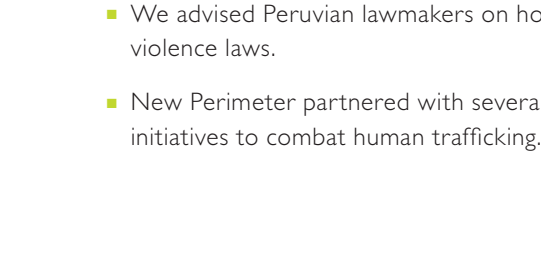 We advised Peruvian lawmakers on
violence laws.
New Perimeter partnered with
initiatives to combat human trafficking.